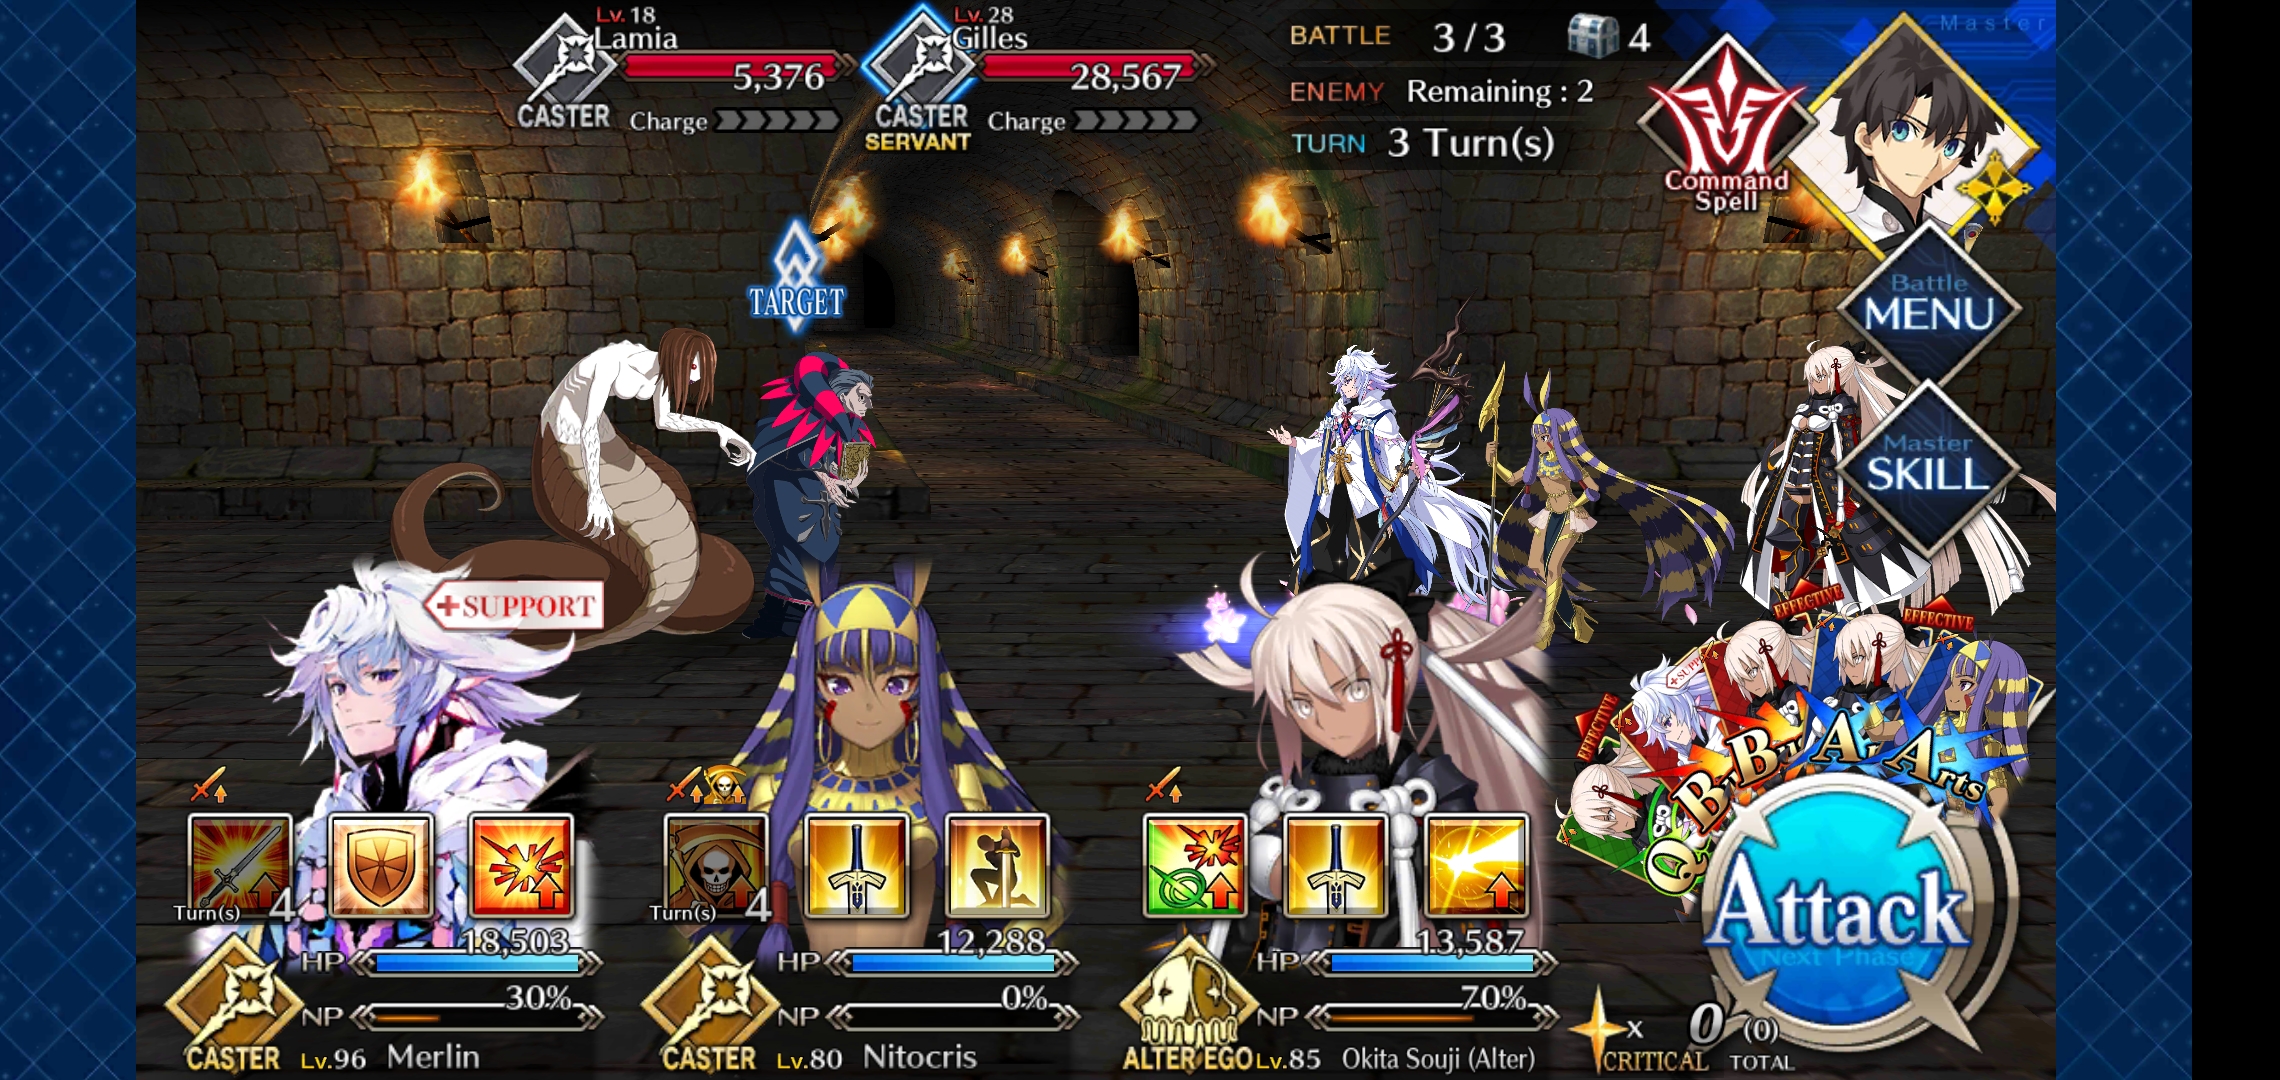 Lv.18
Lamia
5,376
CASTER
Charge
Lv.28
Gilles
28,567
CASTER
SERVANT
Charge
BATTLE 3/3 4
ENEMY Remaining : 2
TURN 3 Turn(s)
Master
Command
Spell
Battle
MENU
Master
SKILL
TARGET
+SUPPORT
EFFECTIVE
EFFECTIVE
EFFECTIVE
Q
B
B
A
Arts
Attack
Next Phase
Turn(s) 4
Turn(s) 4
HP 18,503
NP 30%
CASTER Lv.96 Merlin
HP 12,288
NP 0%
CASTER Lv.80 Nitocris
HP 13,587
NP 70%
ALTER EGO Lv.85 Okita Souji (Alter)
x 0 (0)
CRITICAL TOTAL